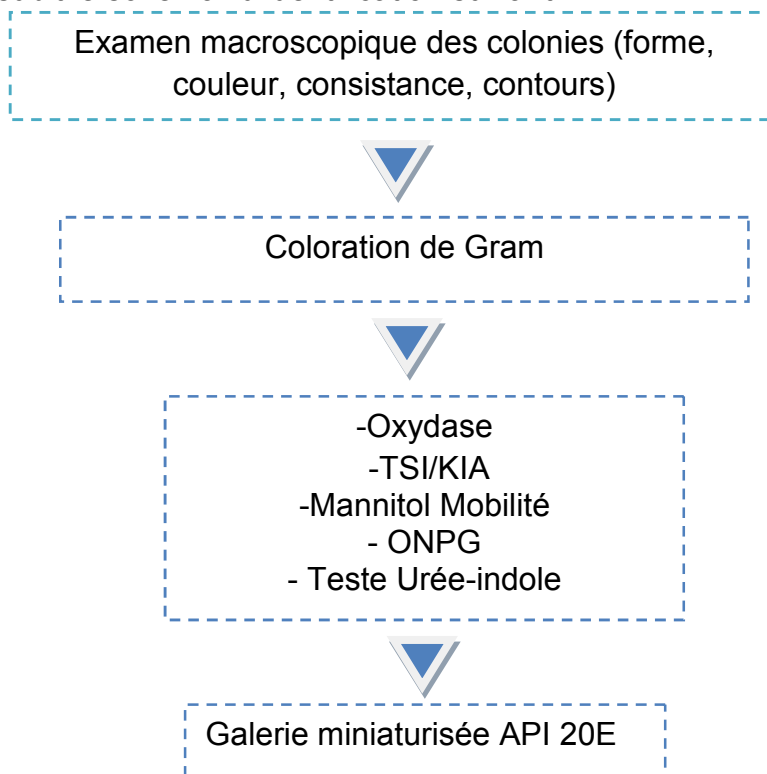 Examen macroscopique des colonies (forme,
couleur, consistance, contours)
Coloration de Gram
-Oxydase
-TSI/KIA
-Mannitol Mobilité
- ONPG
- Teste Urée-indole
Galerie miniaturisée API 20E